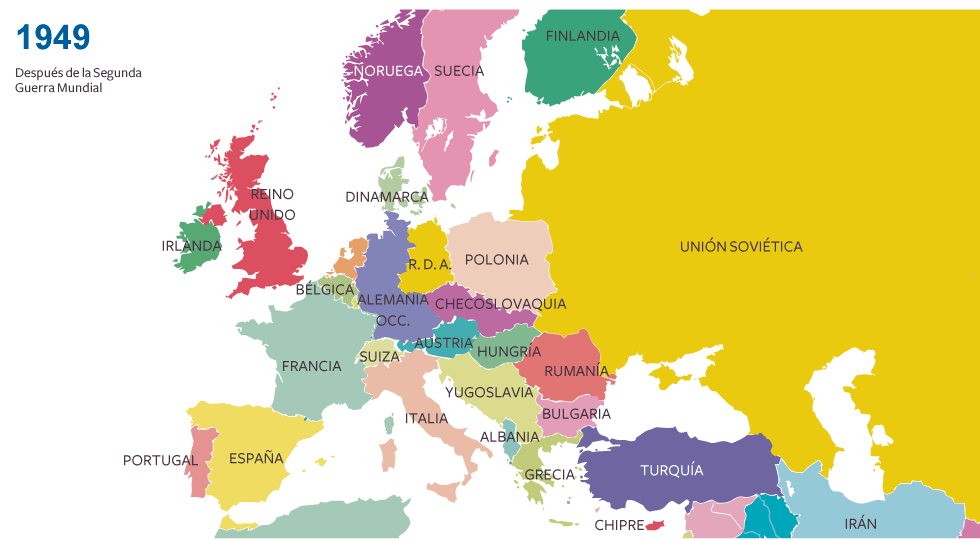 1949
Después de la Segunda
Guerra Mundial
FINLANDIA
NORUEGA
SUECIA
DINAMARCA
REINO
UNIDO
IRLANDA
UNIÓN SOVIÉTICA
R. D. A.
POLONIA
BÉLGICA
ALEMANIA
OCC.
CHECOSLOVAQUIA
AUSTRIA
HUNGRÍA
SUIZA
FRANCIA
RUMANÍA
YUGOSLAVIA
ITALIA
BULGARIA
ALBANIA
PORTUGAL
ESPAÑA
GRECIA
TURQUÍA
CHIPRE
IRÁN